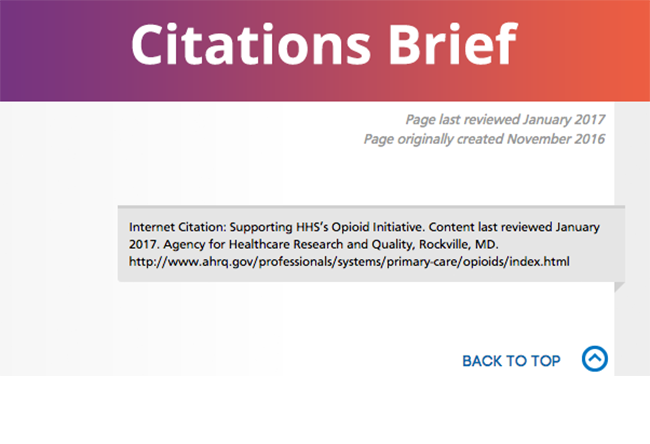 Citations Brief
Page last reviewed January 2017
Page originally created November 2016
Internet Citation: Supporting HHS's Opioid Initiative. Content last reviewed January
2017. Agency for Healthcare Research and Quality, Rockville, MD.
http://www.ahrq.gov/professionals/systems/primary-care/opioids/index.html
BACK TO TOP